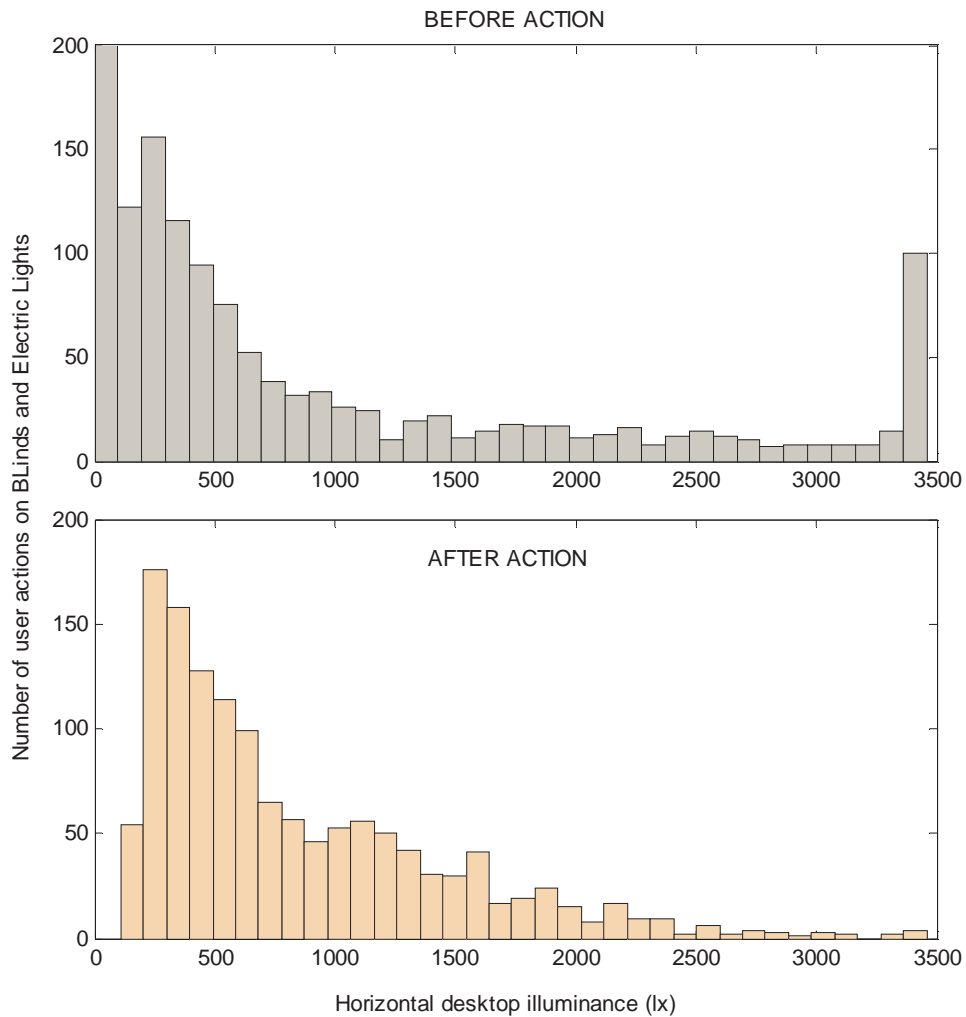 BEFORE ACTION
200
150
100
50
0
0 500 1000 1500 2000 2500 3000 3500
Number of user actions on BLinds and Electric Lights
200
AFTER ACTION
150
100
50
0
0 500 1000 1500 2000 2500 3000 3500
Horizontal desktop illuminance (lx)